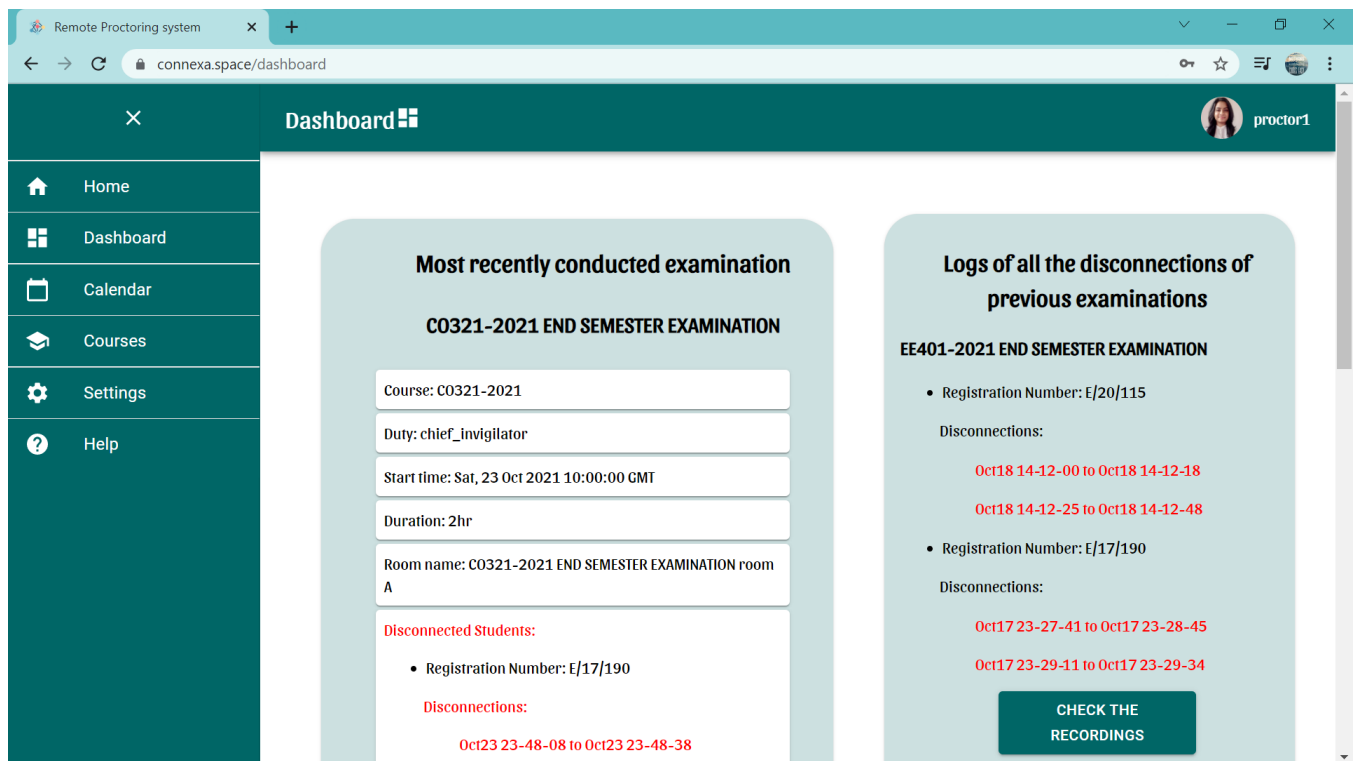 Remote Proctoring system
connexa.space/dashboard
Dashboard
proctor1
Home
Dashboard
Calendar
Courses
Settings
Help
Most recently conducted examination
CO321-2021 END SEMESTER EXAMINATION
Course: CO321-2021
Duty: chief_invigilator
Start time: Sat, 23 Oct 2021 10:00:00 GMT
Duration: 2hr
Room name: CO321-2021 END SEMESTER EXAMINATION room
A
Disconnected Students:
Registration Number: E/17/190
Disconnections:
Oct23 23-48-08 to Oct23 23-48-38
Logs of all the disconnections of
previous examinations
EE401-2021 END SEMESTER EXAMINATION
Registration Number: E/20/115
Disconnections:
Oct18 14-12-00 to Oct18 14-12-18
Oct18 14-12-25 to Oct18 14-12-48
Registration Number: E/17/190
Disconnections:
Oct17 23-27-41 to Oct17 23-28-45
Oct17 23-29-11 to Oct17 23-29-34
CHECK THE
RECORDINGS